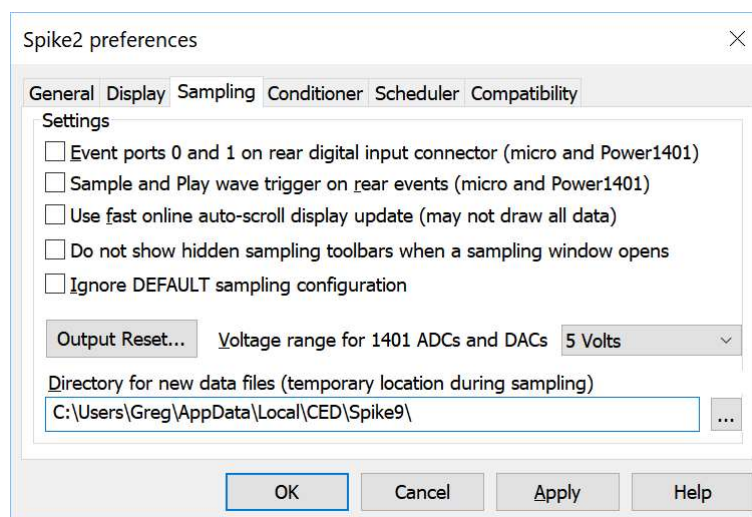 Spike2 preferences
General Display Sampling Conditioner Scheduler Compatibility
Settings
Event ports 0 and 1 on rear digital input connector (micro and Power1401)
Sample and Play wave trigger on rear events (micro and Power1401)
Use fast online auto-scroll display update (may not draw all data)
Do not show hidden sampling toolbars when a sampling window opens
Ignore DEFAULT sampling configuration
Output Reset... Voltage range for 1401 ADCs and DACs 5 Volts
Directory for new data files (temporary location during sampling)
C:\Users\Greg\AppData\Local\CED\Spike9\ ...
OK Cancel Apply Help